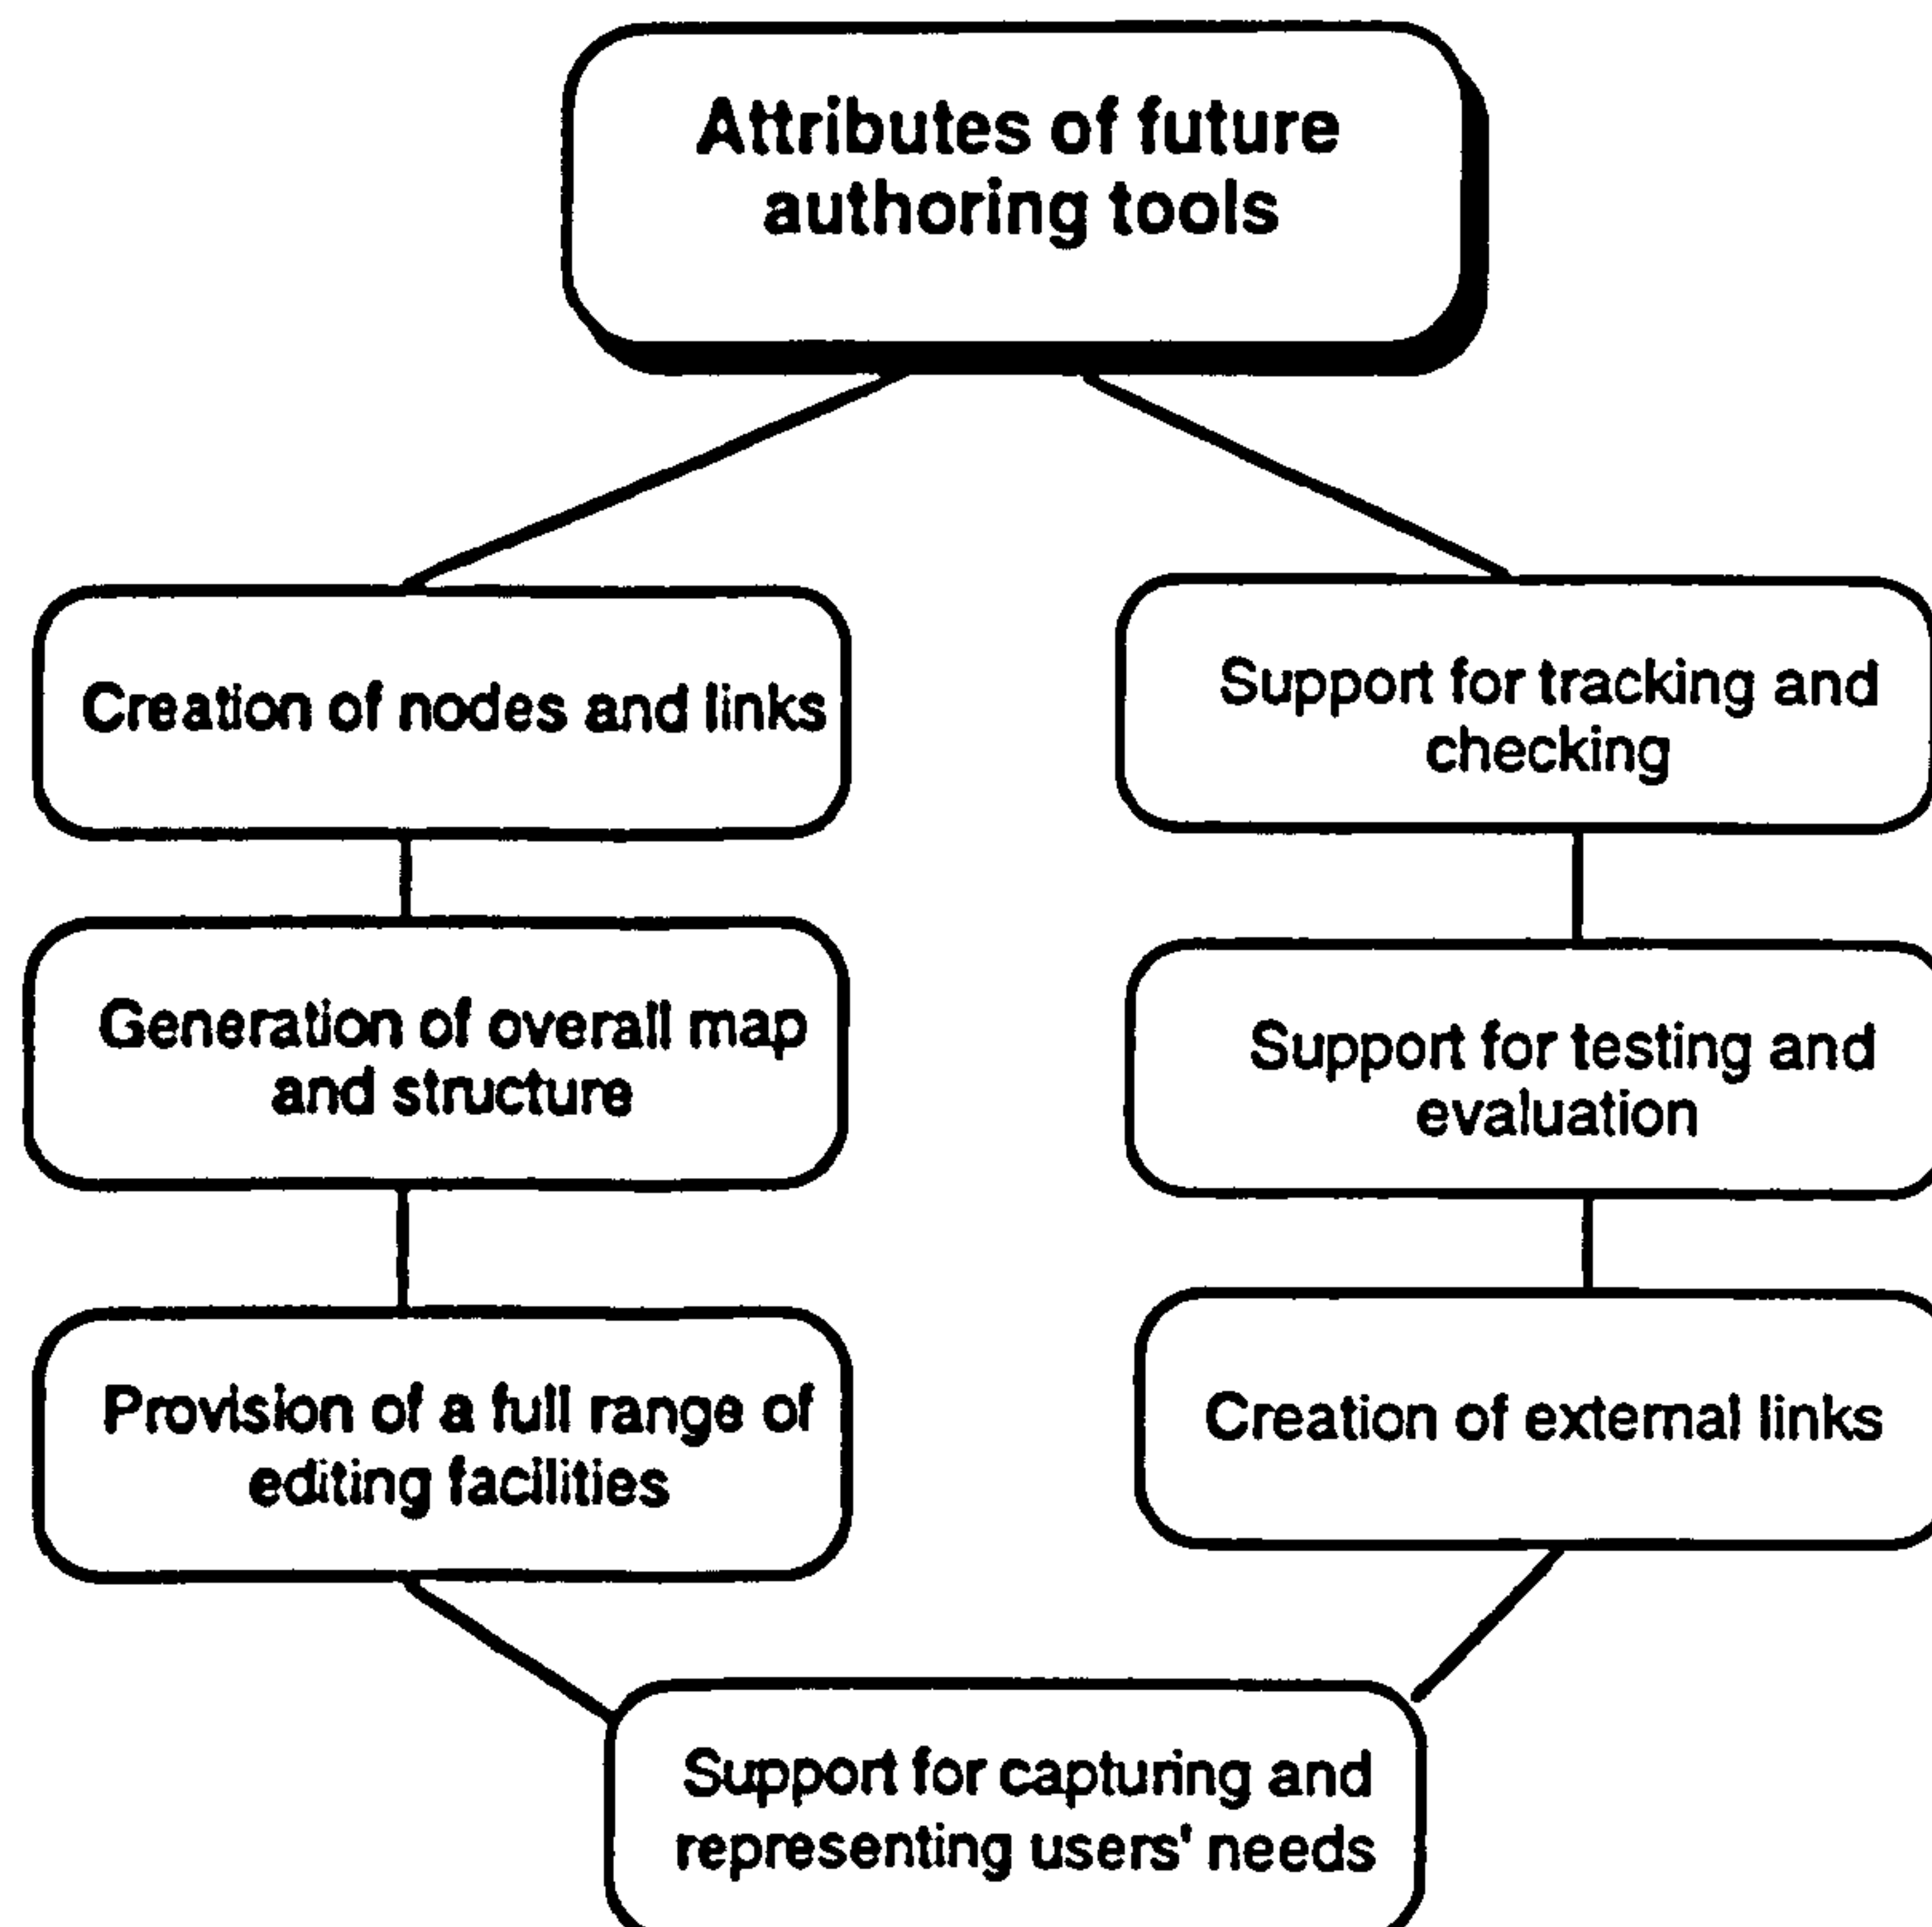 Attributes of future
authoring tools
Creation of nodes and links
Support for tracking and
checking
Generation of overall map
and structure
Support for testing and
evaluation
Provision of a full range of
editing facilities
Creation of external links
Support for capturing and
representing users' needs